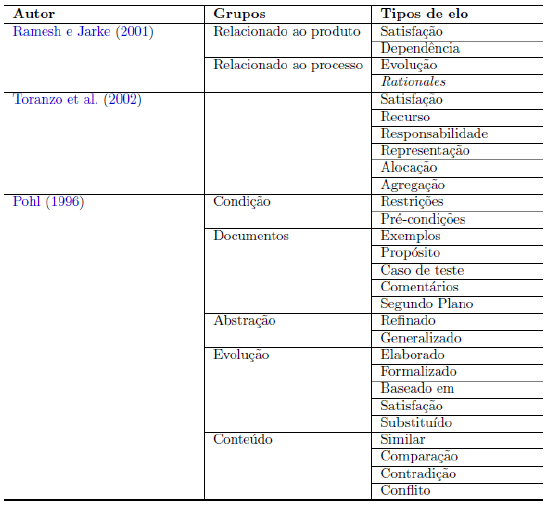 Autor Grupos Tipos de elo
Ramesh e Jarke (2001) Relacionado ao produto Satisfação
Dependência
Relacionado ao processo Evolução
Rationales
Toranzo et al. (2002) Satisfação
Recurso
Responsabilidade
Representação
Alocação
Agregação
Pohl (1996) Condição Restrições
Pré-condições
Documentos Exemplos
Propósito
Caso de teste
Comentários
Segundo Plano
Abstração Refinado
Generalizado
Evolução Elaborado
Formalizado
Baseado em
Satisfação
Substituído
Conteúdo Similar
Comparação
Contradição
Conflito